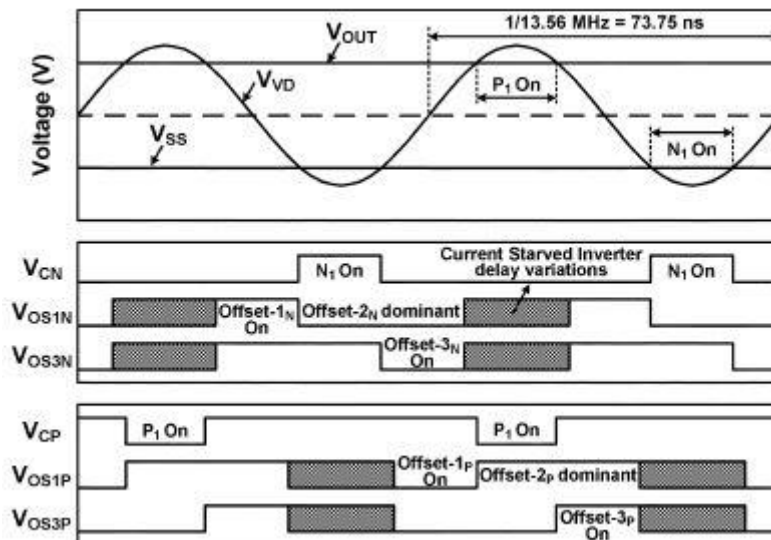 1/13.56 MHz = 73.75 ns
VOUT
VVD
P1 On
VSS
N1 On
Voltage (V)
Current Starved Inverter
delay variations
VCN
N1 On
N1 On
VOS1N
Offset-1N
On
Offset-2N dominant
VOS3N
Offset-3N
On
VCP
P1 On
P1 On
VOS1P
Offset-1P
On
Offset-2P dominant
VOS3P
Offset-3P
On